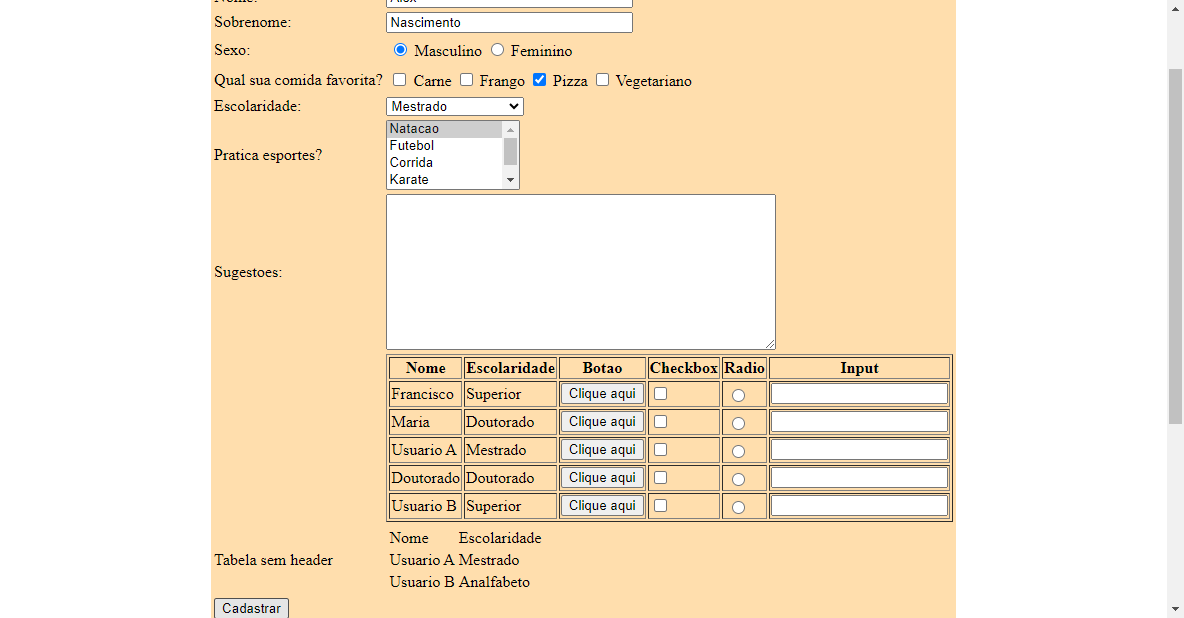 Nome: Alex
Sobrenome: Nascimento
Sexo: Masculino Feminino
Qual sua comida favorita? Carne Frango Pizza Vegetariano
Escolaridade: Mestrado
Natacao
Futebol
Pratica esportes?
Corrida
Karate
Sugestoes:
Nome Escolaridade Botao Checkbox Radio Input
Francisco Superior Clique aqui
Maria Doutorado Clique aqui
Usuario A Mestrado Clique aqui
Doutorado Doutorado Clique aqui
Usuario B Superior Clique aqui
Nome Escolaridade
Tabela sem header Usuario A Mestrado
Usuario B Analfabeto
Cadastrar